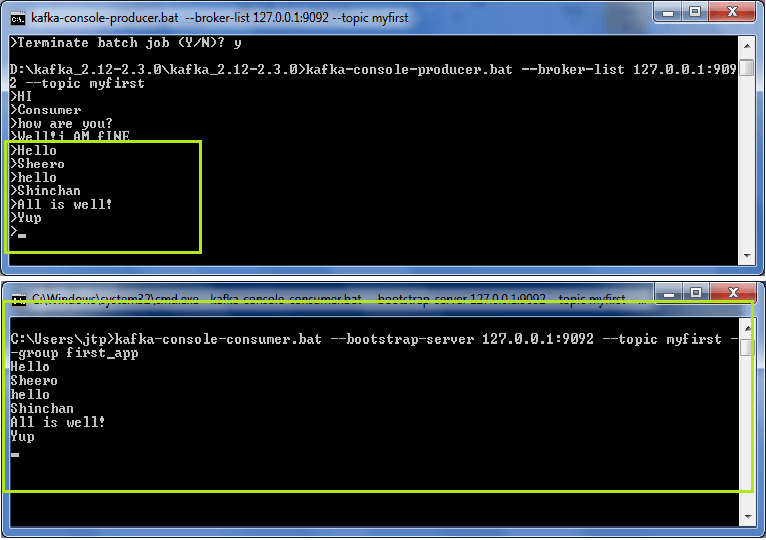 kafka-console-producer.bat --broker-list 127.0.0.1:9092 --topic myfirst
>Terminate batch job (Y/N)? y
D:\kafka_2.12-2.3.0\kafka_2.12-2.3.0>kafka-console-producer.bat --broker-list 127.0.0.1:909
2 --topic myfirst
>HI
>Consumer
>how are you?
>Well!i AM fINE
>Hello
>Sheero
>hello
>Shinchan
>All is well!
>Yup
>
C:\Windows\system32\cmd.exe - kafka-console-consumer.bat --bootstrap-server 127.0.0.1:9092 --topic myfirst ...
C:\Users\jtp>kafka-console-consumer.bat --bootstrap-server 127.0.0.1:9092 --topic myfirst -
-group first_app
Hello
Sheero
hello
Shinchan
All is well!
Yup